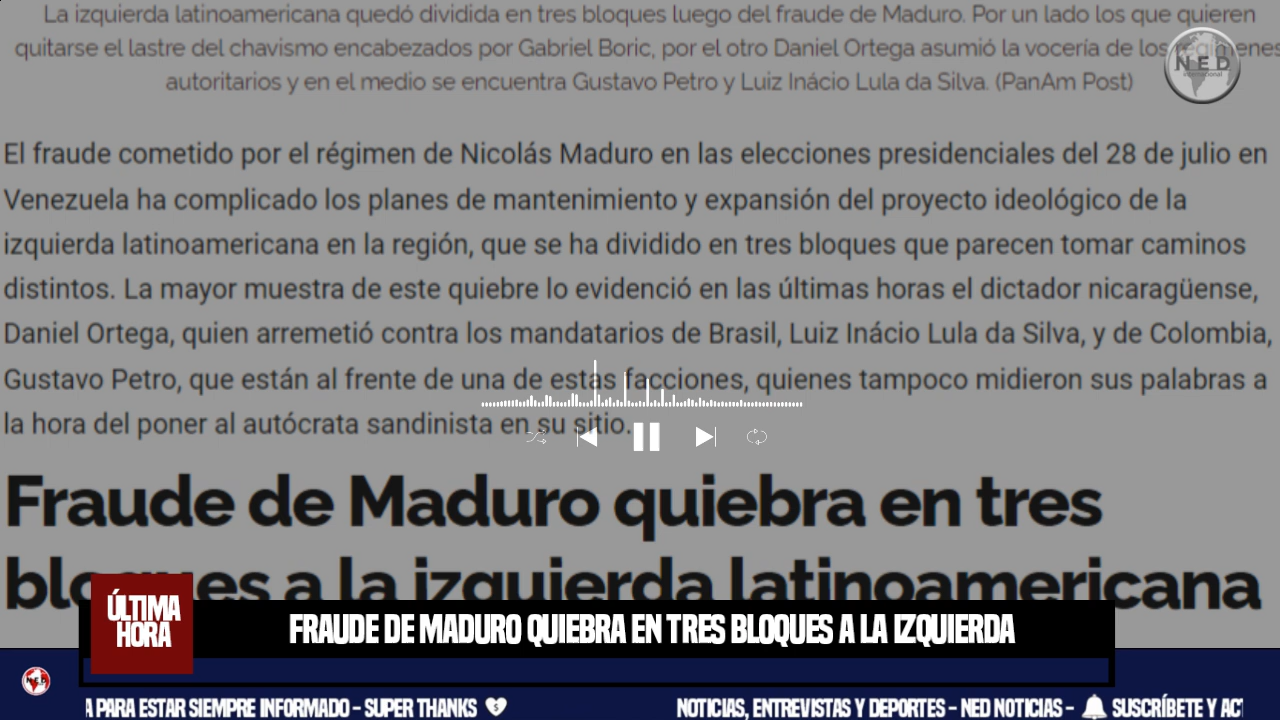 La izquierda latinoamericana quedó dividida en tres bloques luego del fraude de Maduro. Por un lado los que quieren
quitarse el lastre del chavismo encabezados por Gabriel Boric, por el otro Daniel Ortega asumió la vocería de los regímenes
autoritarios y en el medio se encuentra Gustavo Petro y Luiz Inácio Lula da Silva. (PanAm Post)
NED
international
El fraude cometido por el régimen de Nicolás Maduro en las elecciones presidenciales del 28 de julio en
Venezuela ha complicado los planes de mantenimiento y expansión del proyecto ideológico de la
izquierda latinoamericana en la región, que se ha dividido en tres bloques que parecen tomar caminos
distintos. La mayor muestra de este quiebre lo evidenció en las últimas horas el dictador nicaragüense,
Daniel Ortega, quien arremetió contra los mandatarios de Brasil, Luiz Inácio Lula da Silva, y de Colombia,
Gustavo Petro, que están al frente de una de estas facciones, quienes tampoco midieron sus palabras a
la hora del poner al autócrata sandinista en su sitio.
Fraude de Maduro quiebra en tres
bloques a la izquierda latinoamericana
ÚLTIMA
HORA
FRAUDE DE MADURO QUIEBRA EN TRES BLOQUES A LA IZQUIERDA
NED
A PARA ESTAR SIEMPRE INFORMADO - SUPER THANKS
NOTICIAS, ENTREVISTAS Y DEPORTES - NED NOTICIAS - SUSCRÍBETE Y ACT